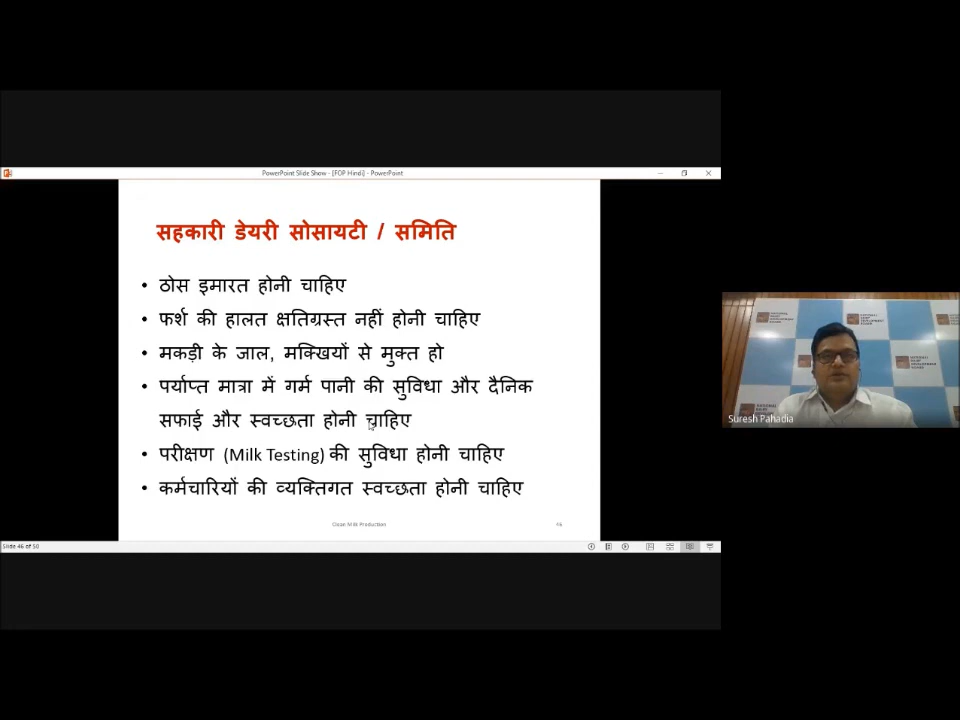 PowerPoint Slide Show - [FOP Hindi] - PowerPoint
सहकारी डेयरी सोसायटी / समिति
• ठोस इमारत होनी चाहिए
• फर्श की हालत क्षतिग्रस्त नहीं होनी चाहिए
• मकड़ी के जाल, मक्खियों से मुक्त हो
• पर्याप्त मात्रा में गर्म पानी की सुविधा और दैनिक
सफाई और स्वच्छता होनी चाहिए
• परीक्षण (Milk Testing) की सुविधा होनी चाहिए
• कर्मचारियों की व्यक्तिगत स्वच्छता होनी चाहिए
Clean Milk Production
46
Slide 46 of 50
Suresh Pahadia